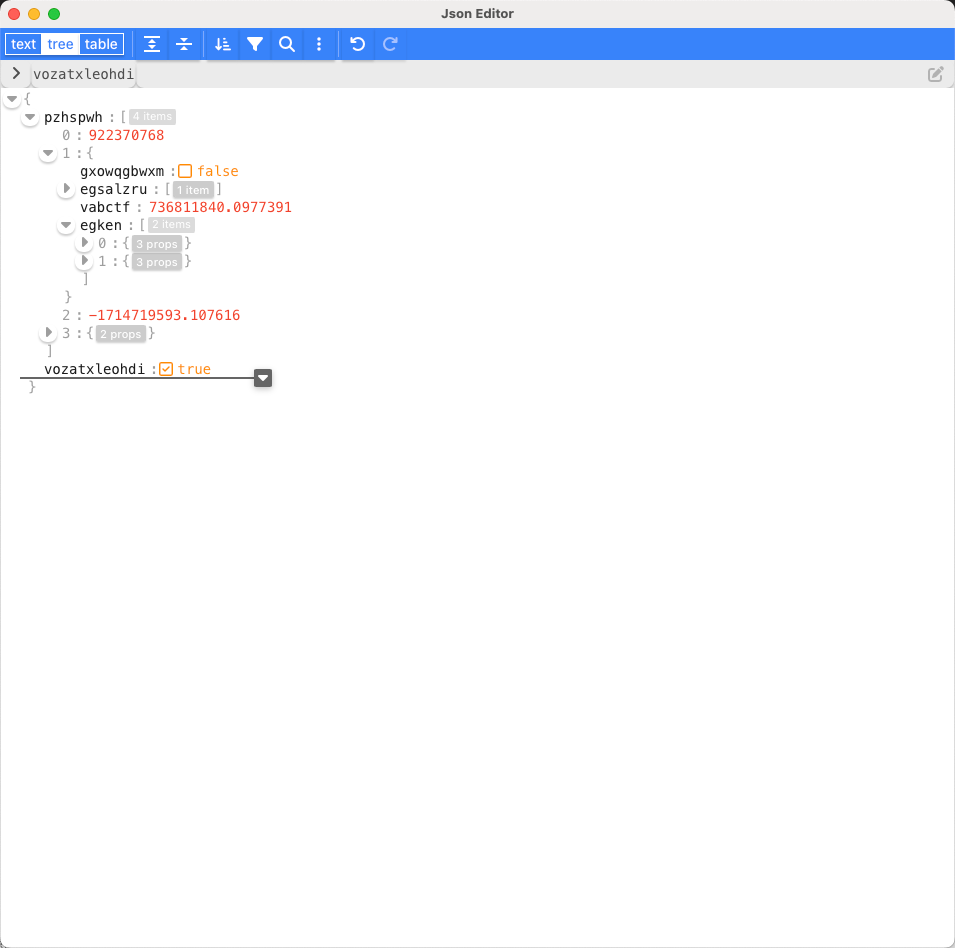 Json Editor
text tree table
vozatxleohdi
{
pzhspwh : [ 4 items
0 : 922370768
1 : {
gxowqgbwxm : false
egsalzru : [ 1 item ]
vabctf : 736811840.0977391
egken : [ 2 items
0 : { 3 props }
1 : { 3 props }
]
}
2 : -1714719593.107616
3 : { 2 props }
]
vozatxleohdi : true
}